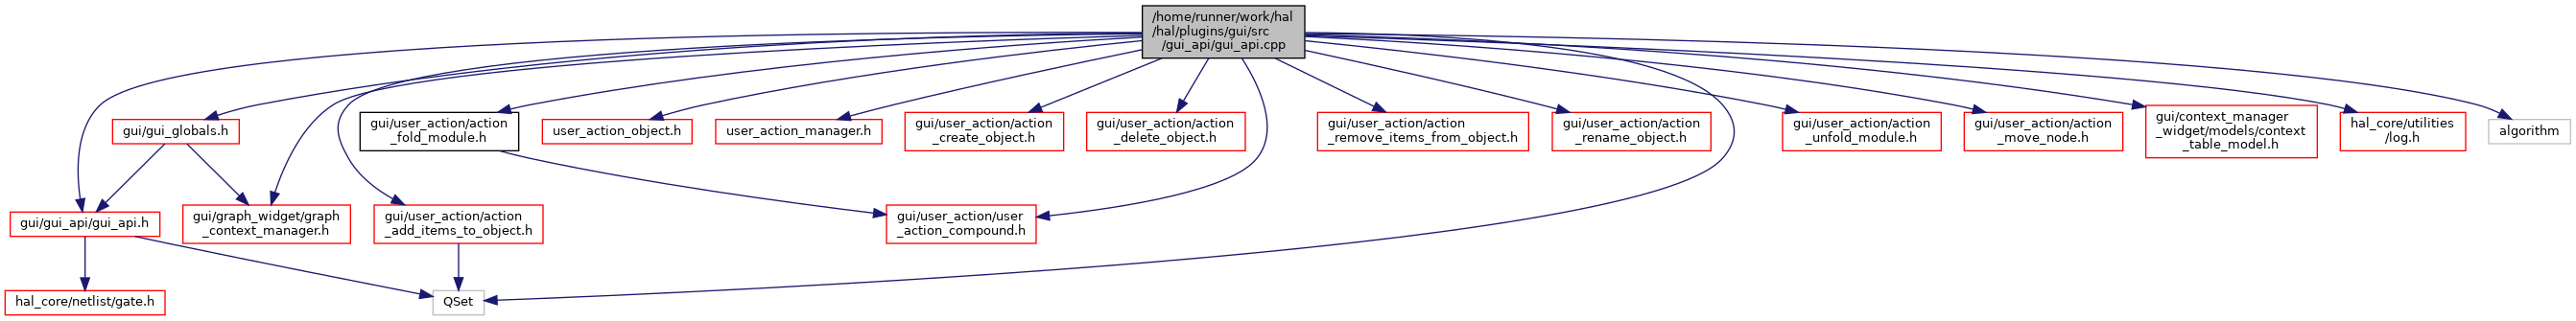 /home/runner/work/hal
/hal/plugins/gui/src
/gui_api/gui_api.cpp
gui/gui_globals.h
gui/user_action/action
_fold_module.h
user_action_object.h
user_action_manager.h
gui/user_action/action
_create_object.h
gui/user_action/action
_delete_object.h
gui/user_action/action
_remove_items_from_object.h
gui/user_action/action
_rename_object.h
gui/user_action/action
_unfold_module.h
gui/user_action/action
_move_node.h
gui/context_manager
_widget/models/context
_table_model.h
hal_core/utilities
/log.h
algorithm
gui/gui_api/gui_api.h
gui/graph_widget/graph
_context_manager.h
gui/user_action/action
_add_items_to_object.h
gui/user_action/user
_action_compound.h
hal_core/netlist/gate.h
QSet